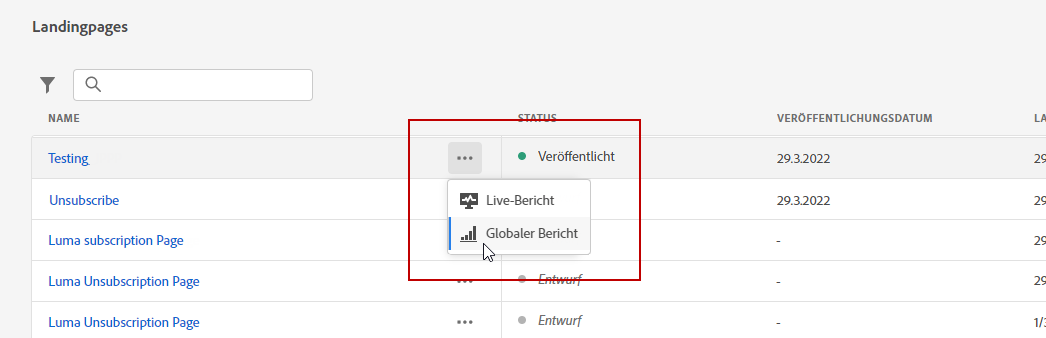 Landingpages
NAME STATUS VERÖFFENTLICHUNGSDATUM LA
Testing ... Veröffentlicht 29.3.2022 29
Unsubscribe 29.3.2022 29
Live-Bericht
Globaler Bericht
Luma subscription Page - 29
Luma Unsubscription Page ... Entwurf - 29
Luma Unsubscription Page ... Entwurf - 1/3